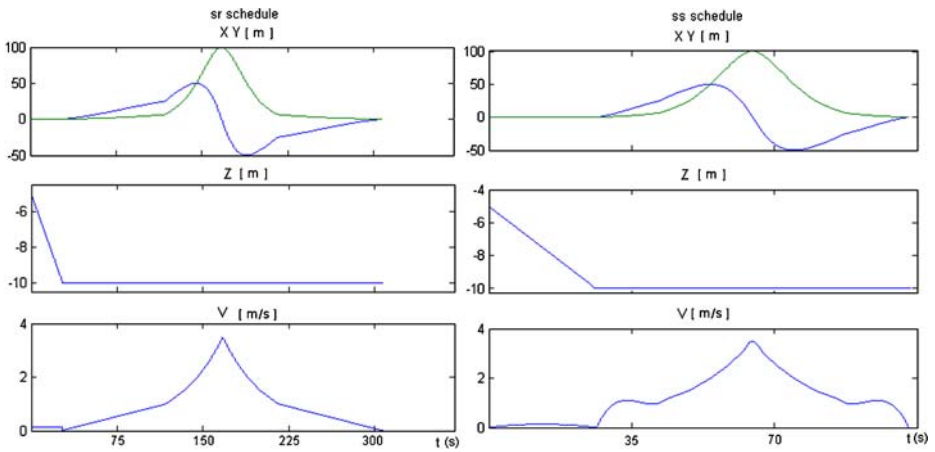 sr schedule
X Y [ m ]
100
50
0
-50
Z [ m ]
-6
-8
-10
V [ m/s ]
4
2
0
75
150
225
300
t (s)
ss schedule
X Y [ m ]
100
50
0
-50
Z [ m ]
-4
-6
-8
-10
V [ m/s ]
4
2
0
35
70
t (s)